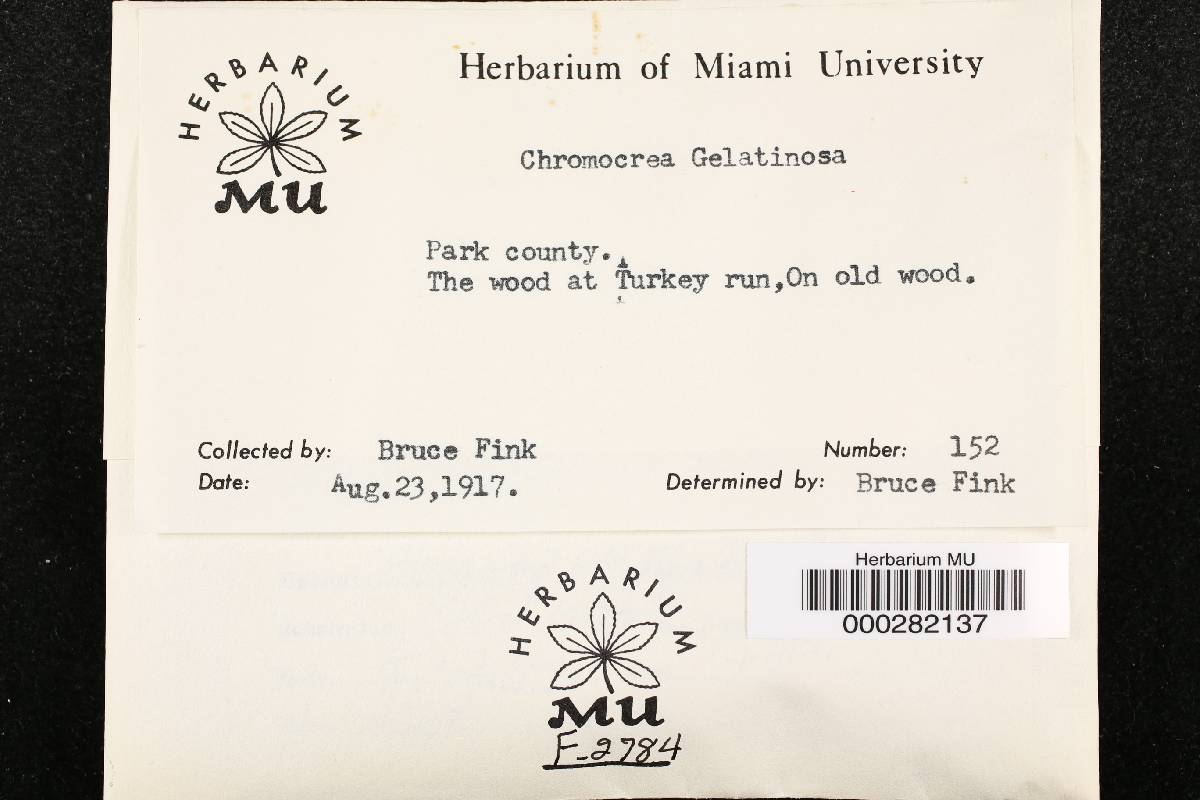 HERBARIUM
MU
Herbarium of Miami University
Chromocrea Gelatinosa
Park county.
The wood at Turkey run,On old wood.
Collected by: Bruce Fink
Number: 152
Date: Aug.23,1917.
Determined by: Bruce Fink
Herbarium MU
000282137
HERBARIUM
MU
F-2784